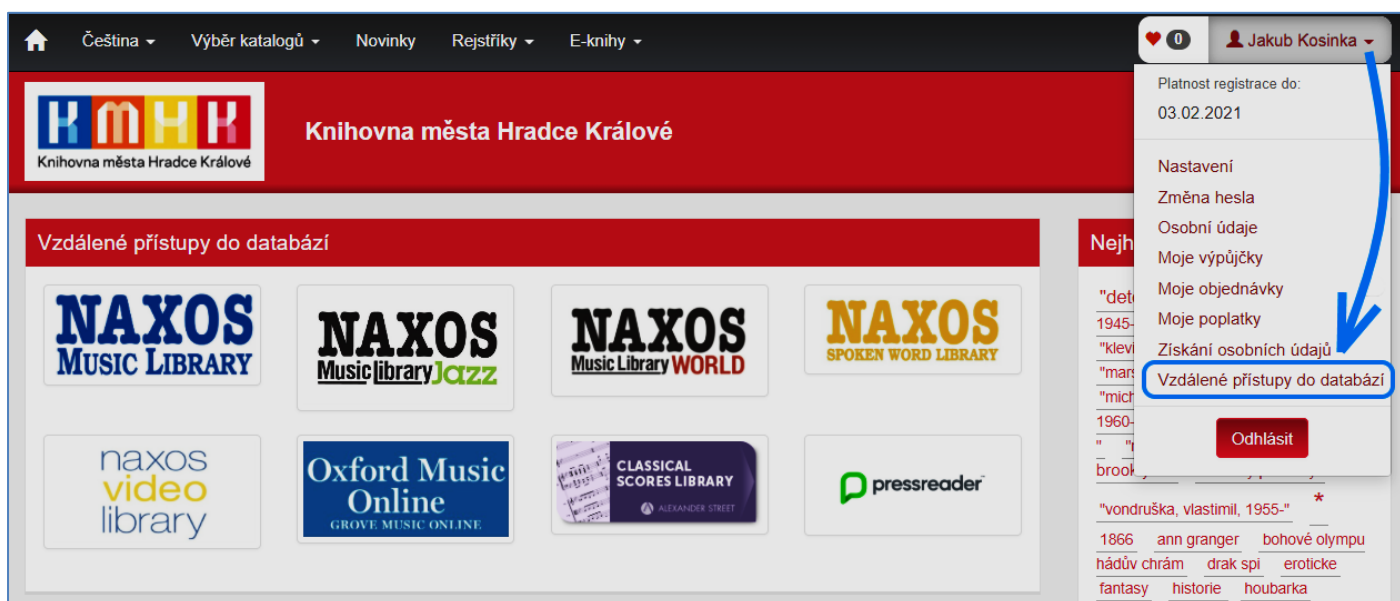 Čeština
Výběr katalogů
Novinky
Rejstříky
E-knihy
0
Jakub Kosinka
Platnost registrace do:
03.02.2021
Nastavení
Změna hesla
Osobní údaje
Moje výpůjčky
Moje objednávky
Moje poplatky
Získání osobních údajů
Vzdálené přístupy do databází
Odhlásit
KMHK
Knihovna města Hradce Králové
Knihovna města Hradce Králové
Vzdálené přístupy do databází
NAXOS
MUSIC LIBRARY
NAXOS
Music Library Jazz
NAXOS
Music Library WORLD
NAXOS
SPOKEN WORD LIBRARY
naxos
video
library
Oxford Music
Online
GROVE MUSIC ONLINE
CLASSICAL
SCORES LIBRARY
ALEXANDER STREET
pressreader
Nejh
1945-
1960-
"vondruška, vlastimil, 1955-" *
1866 ann granger bohové olympu
hádův chrám drak spi eroticke
fantasy historie houbarka